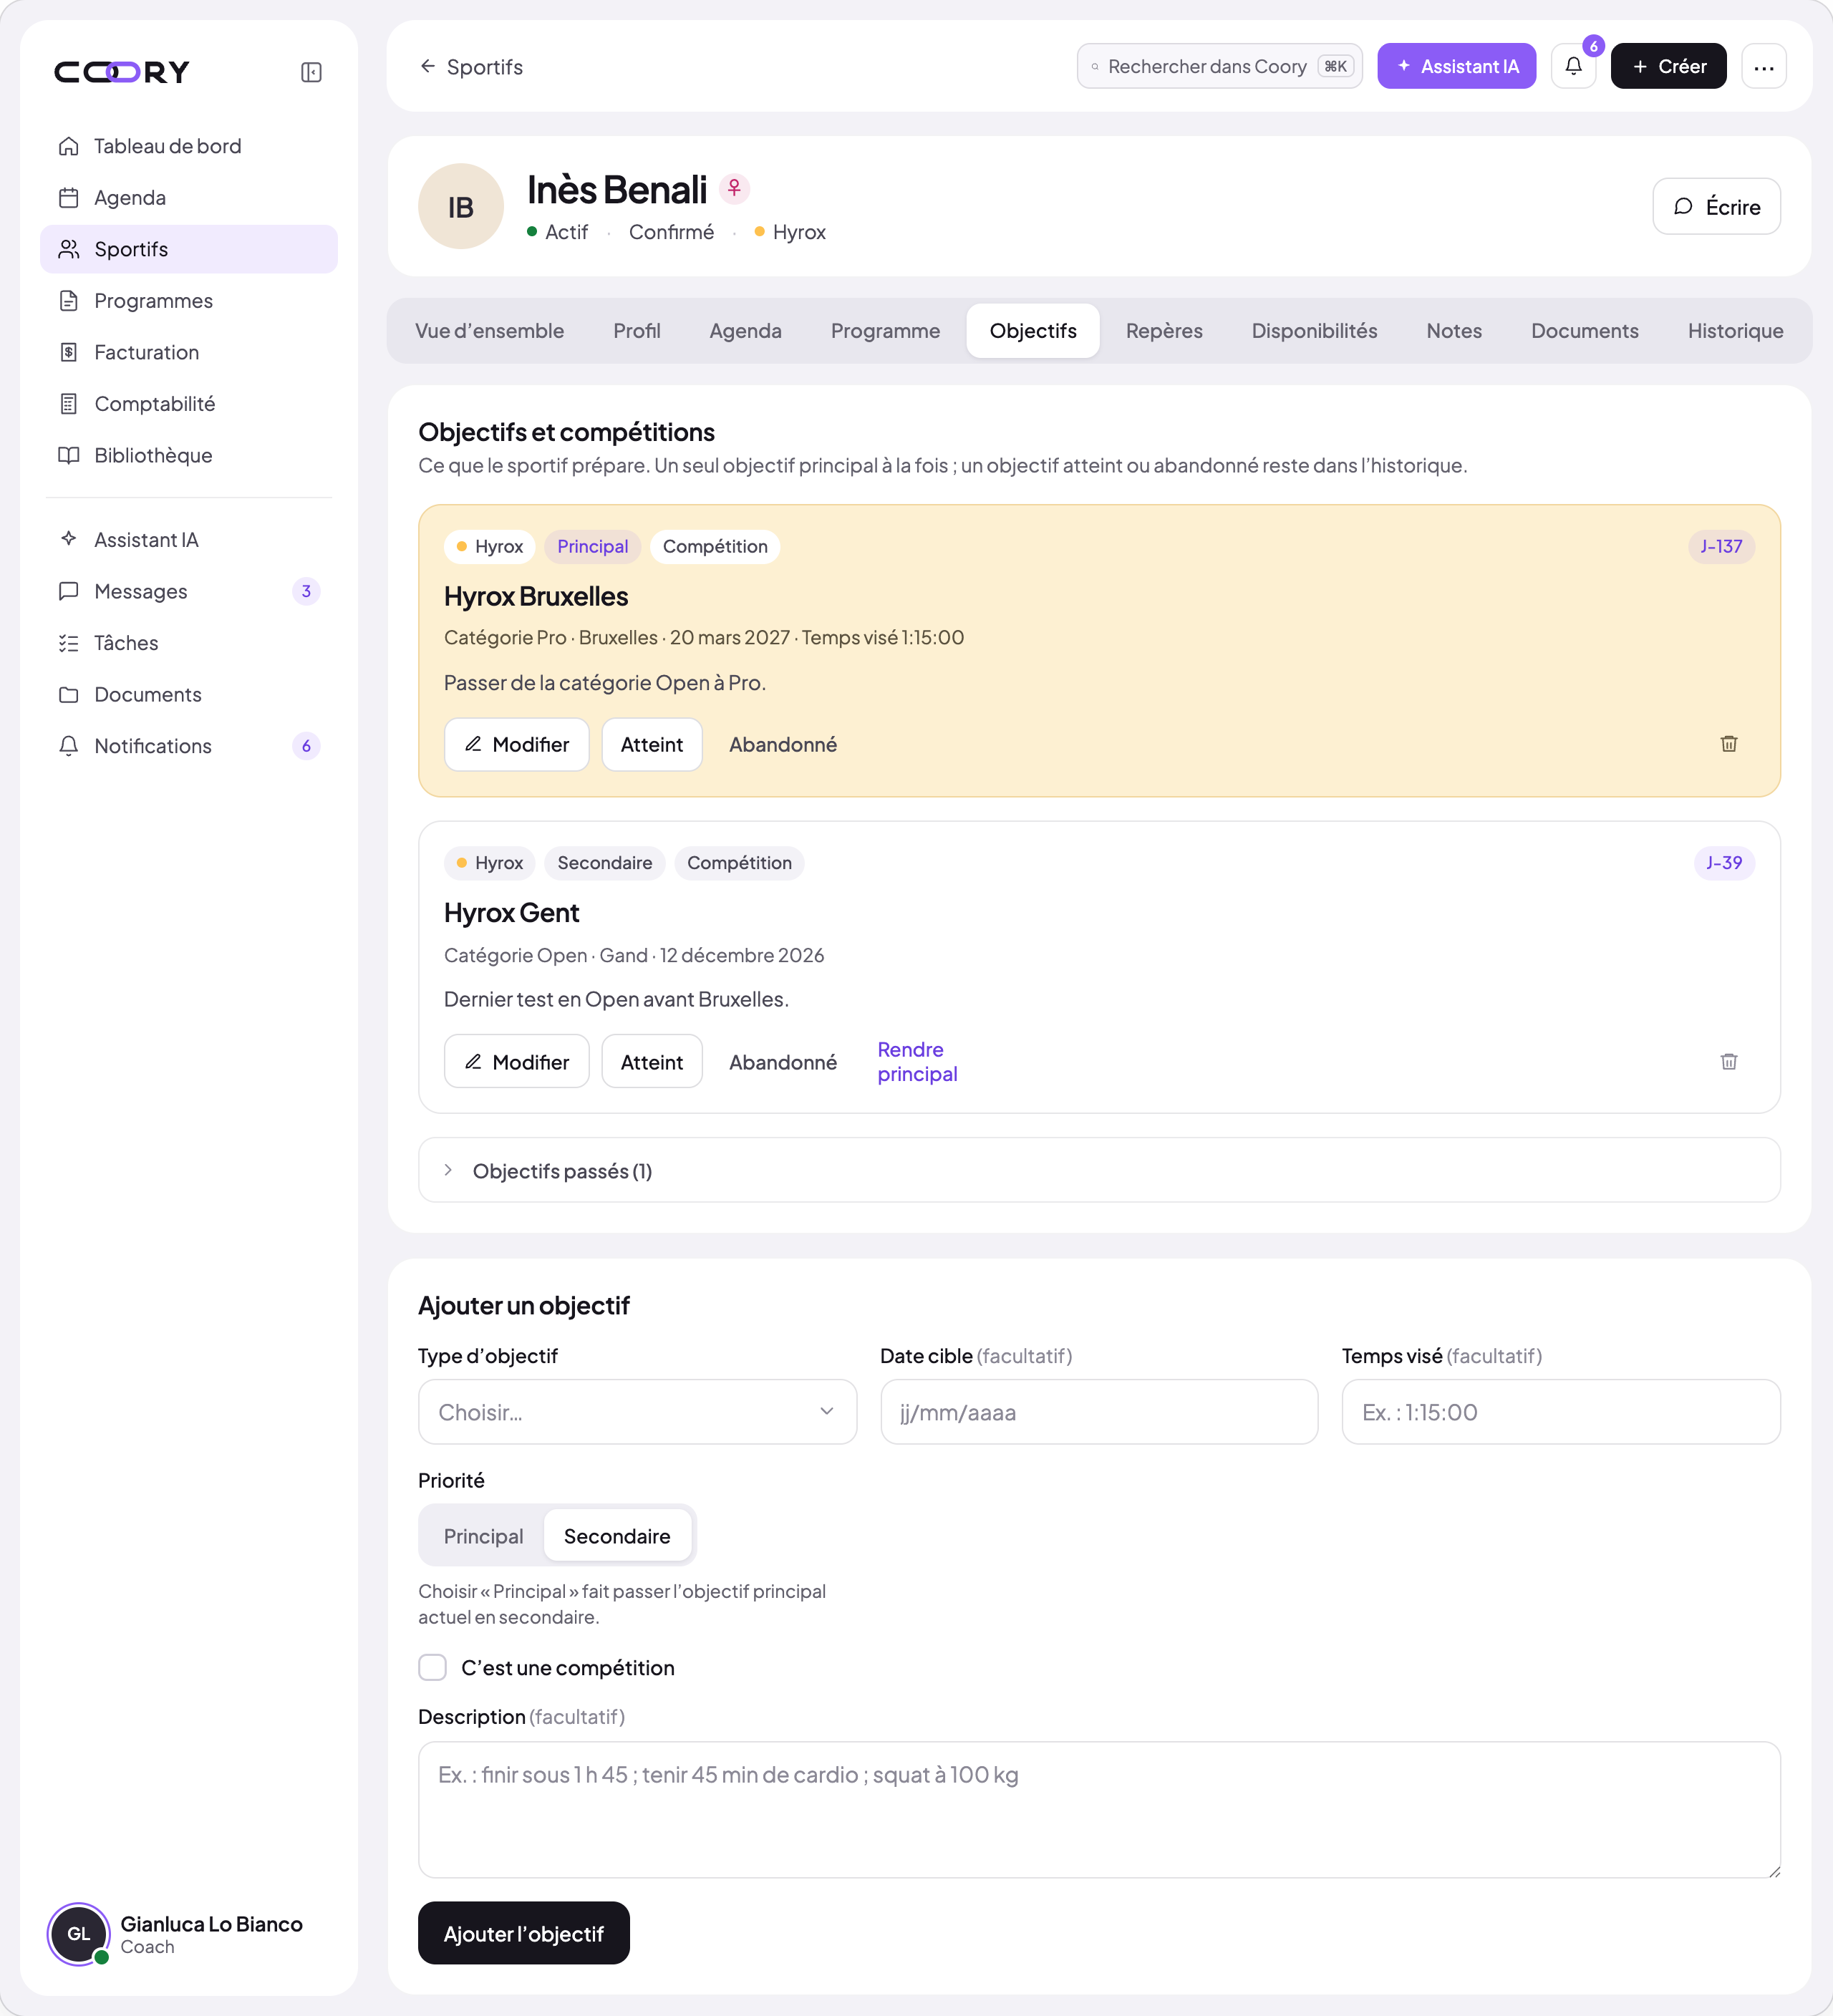 COORY
Tableau de bord
Agenda
Sportifs
Programmes
Facturation
Comptabilité
Bibliothèque
Assistant IA
Messages 3
Tâches
Documents
Notifications 6
Gianluca Lo Bianco
GL
Coach
← Sportifs
Rechercher dans Coory ⌘K
Assistant IA
6
+ Créer
...
IB
Inès Benali
Actif · Confirmé · Hyrox
Écrire
Vue d’ensemble Profil Agenda Programme Objectifs Repères Disponibilités Notes Documents Historique
Objectifs et compétitions
Ce que le sportif prépare. Un seul objectif principal à la fois ; un objectif atteint ou abandonné reste dans l’historique.
Hyrox Principal Compétition J-137
Hyrox Bruxelles
Catégorie Pro · Bruxelles · 20 mars 2027 · Temps visé 1:15:00
Passer de la catégorie Open à Pro.
Modifier Atteint Abandonné
Hyrox Secondaire Compétition J-39
Hyrox Gent
Catégorie Open · Gand · 12 décembre 2026
Dernier test en Open avant Bruxelles.
Modifier Atteint Abandonné Rendre
principal
Objectifs passés (1)
Ajouter un objectif
Type d’objectif Date cible (facultatif) Temps visé (facultatif)
Choisir... jj/mm/aaaa Ex. : 1:15:00
Priorité
Principal Secondaire
Choisir « Principal » fait passer l’objectif principal
actuel en secondaire.
C’est une compétition
Description (facultatif)
Ex. : finir sous 1 h 45 ; tenir 45 min de cardio ; squat à 100 kg
Ajouter l’objectif